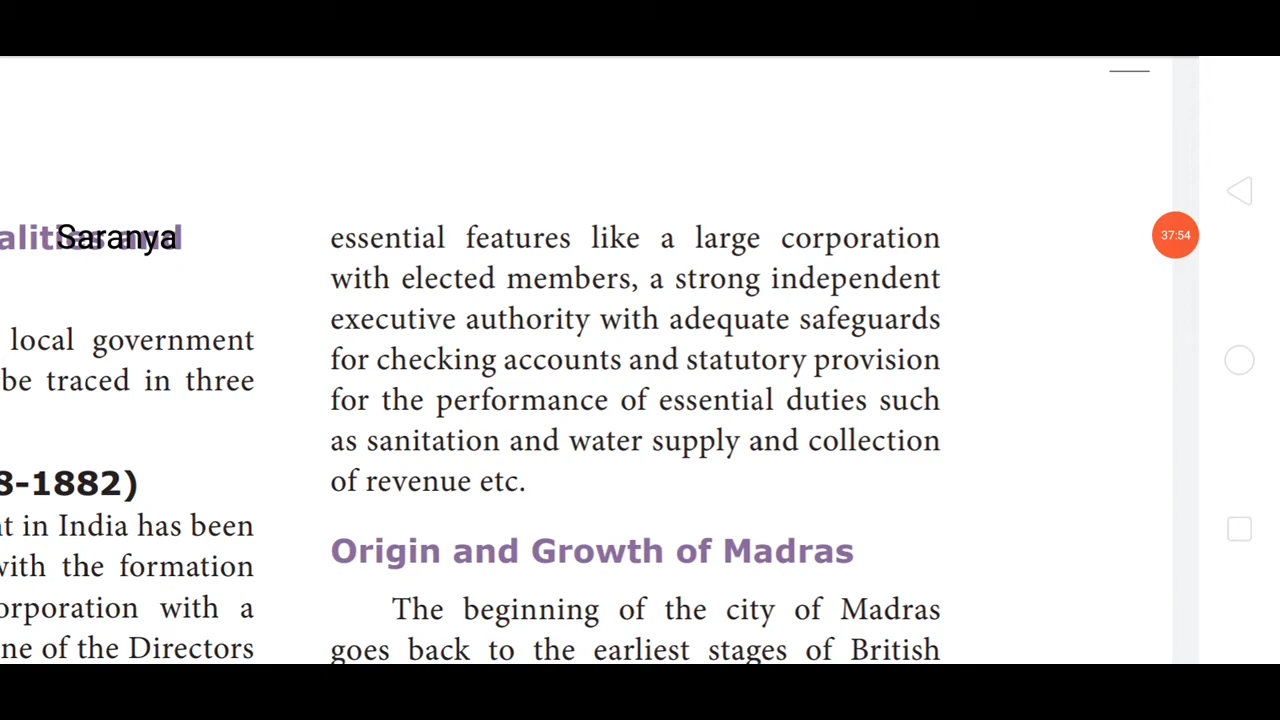 alities and
Saranya
local government
be traced in three
8-1882)
t in India has been
with the formation
orporation with a
ne of the Directors
essential features like a large corporation
with elected members, a strong independent
executive authority with adequate safeguards
for checking accounts and statutory provision
for the performance of essential duties such
as sanitation and water supply and collection
of revenue etc.
Origin and Growth of Madras
The beginning of the city of Madras
goes back to the earliest stages of British
37:54